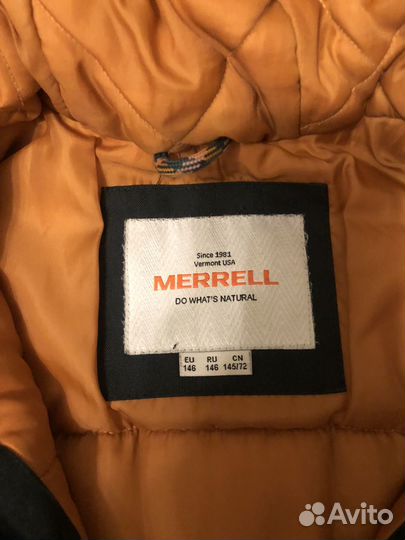 Since 1981
Vermont USA
MERRELL
DO WHAT'S NATURAL
EU RU CN
146 146 145/72
Avito